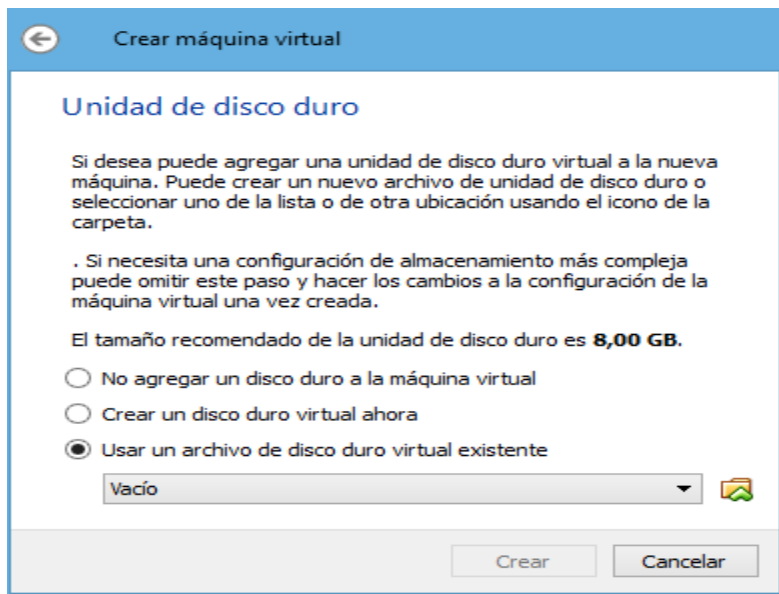 Crear máquina virtual
Unidad de disco duro
Si desea puede agregar una unidad de disco duro virtual a la nueva
máquina. Puede crear un nuevo archivo de unidad de disco duro o
seleccionar uno de la lista o de otra ubicación usando el icono de la
carpeta.
. Si necesita una configuración de almacenamiento más compleja
puede omitir este paso y hacer los cambios a la configuración de la
máquina virtual una vez creada.
El tamaño recomendado de la unidad de disco duro es 8,00 GB.
No agregar un disco duro a la máquina virtual
Crear un disco duro virtual ahora
Usar un archivo de disco duro virtual existente
Vacío
Crear Cancelar